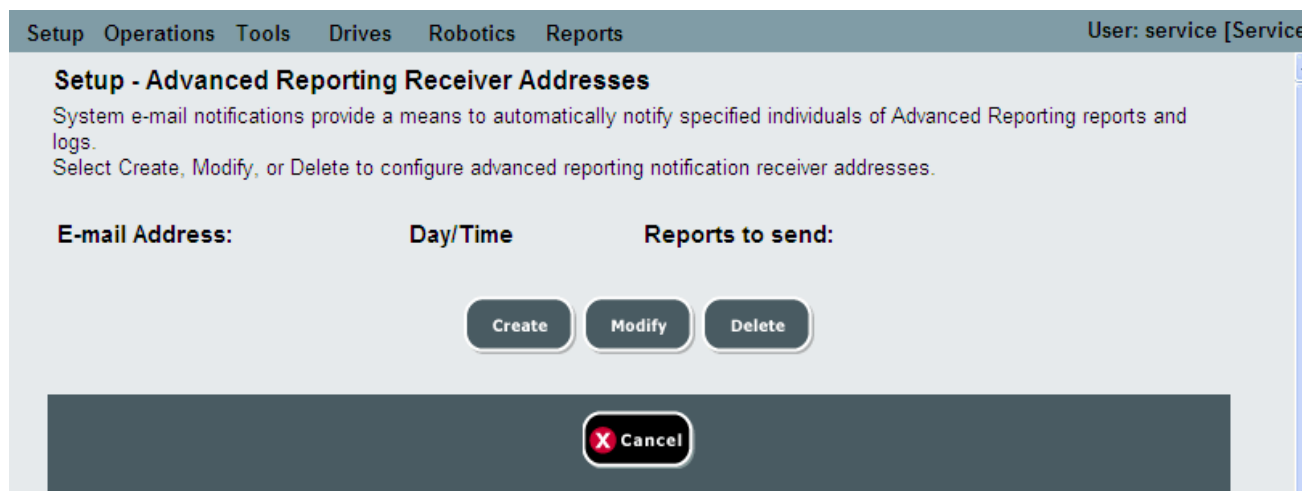 Setup Operations Tools Drives Robotics Reports User: service [Service
Setup - Advanced Reporting Receiver Addresses
System e-mail notifications provide a means to automatically notify specified individuals of Advanced Reporting reports and
logs.
Select Create, Modify, or Delete to configure advanced reporting notification receiver addresses.
E-mail Address: Day/Time Reports to send:
Create Modify Delete
X Cancel